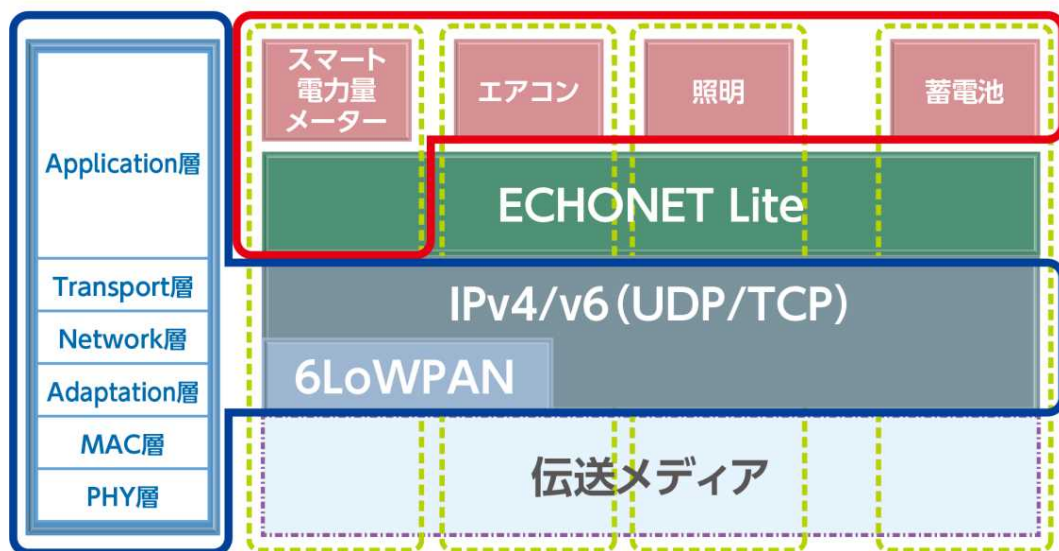 Application層
Transport層
Network層
Adaptation層
MAC層
PHY層
スマート
電力量
メーター
エアコン
照明
蓄電池
ECHONET Lite
IPv4/v6(UDP/TCP)
6LoWPAN
伝送メディア